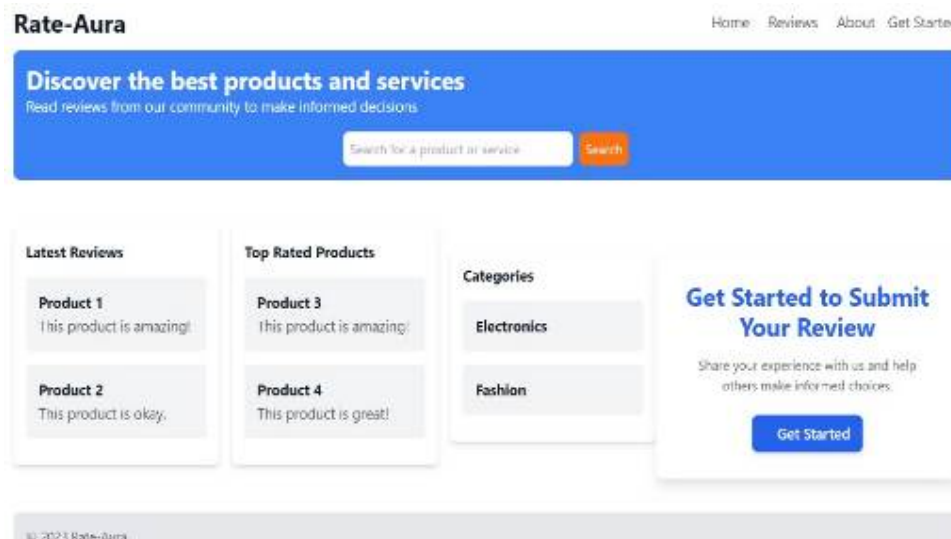 Rate-Aura
Home Reviews About Get Starte
Discover the best products and services
Read reviews from our community to make informed decisions
Search for a product or service Search
Latest Reviews
Product 1
This product is amazing!
Product 2
This product is okay.
Top Rated Products
Product 3
This product is amazing!
Product 4
This product is great!
Categories
Electronics
Fashion
Get Started to Submit
Your Review
Share your experience with us and help
others make informed choices.
Get Started
© 2023 Rate-Aura